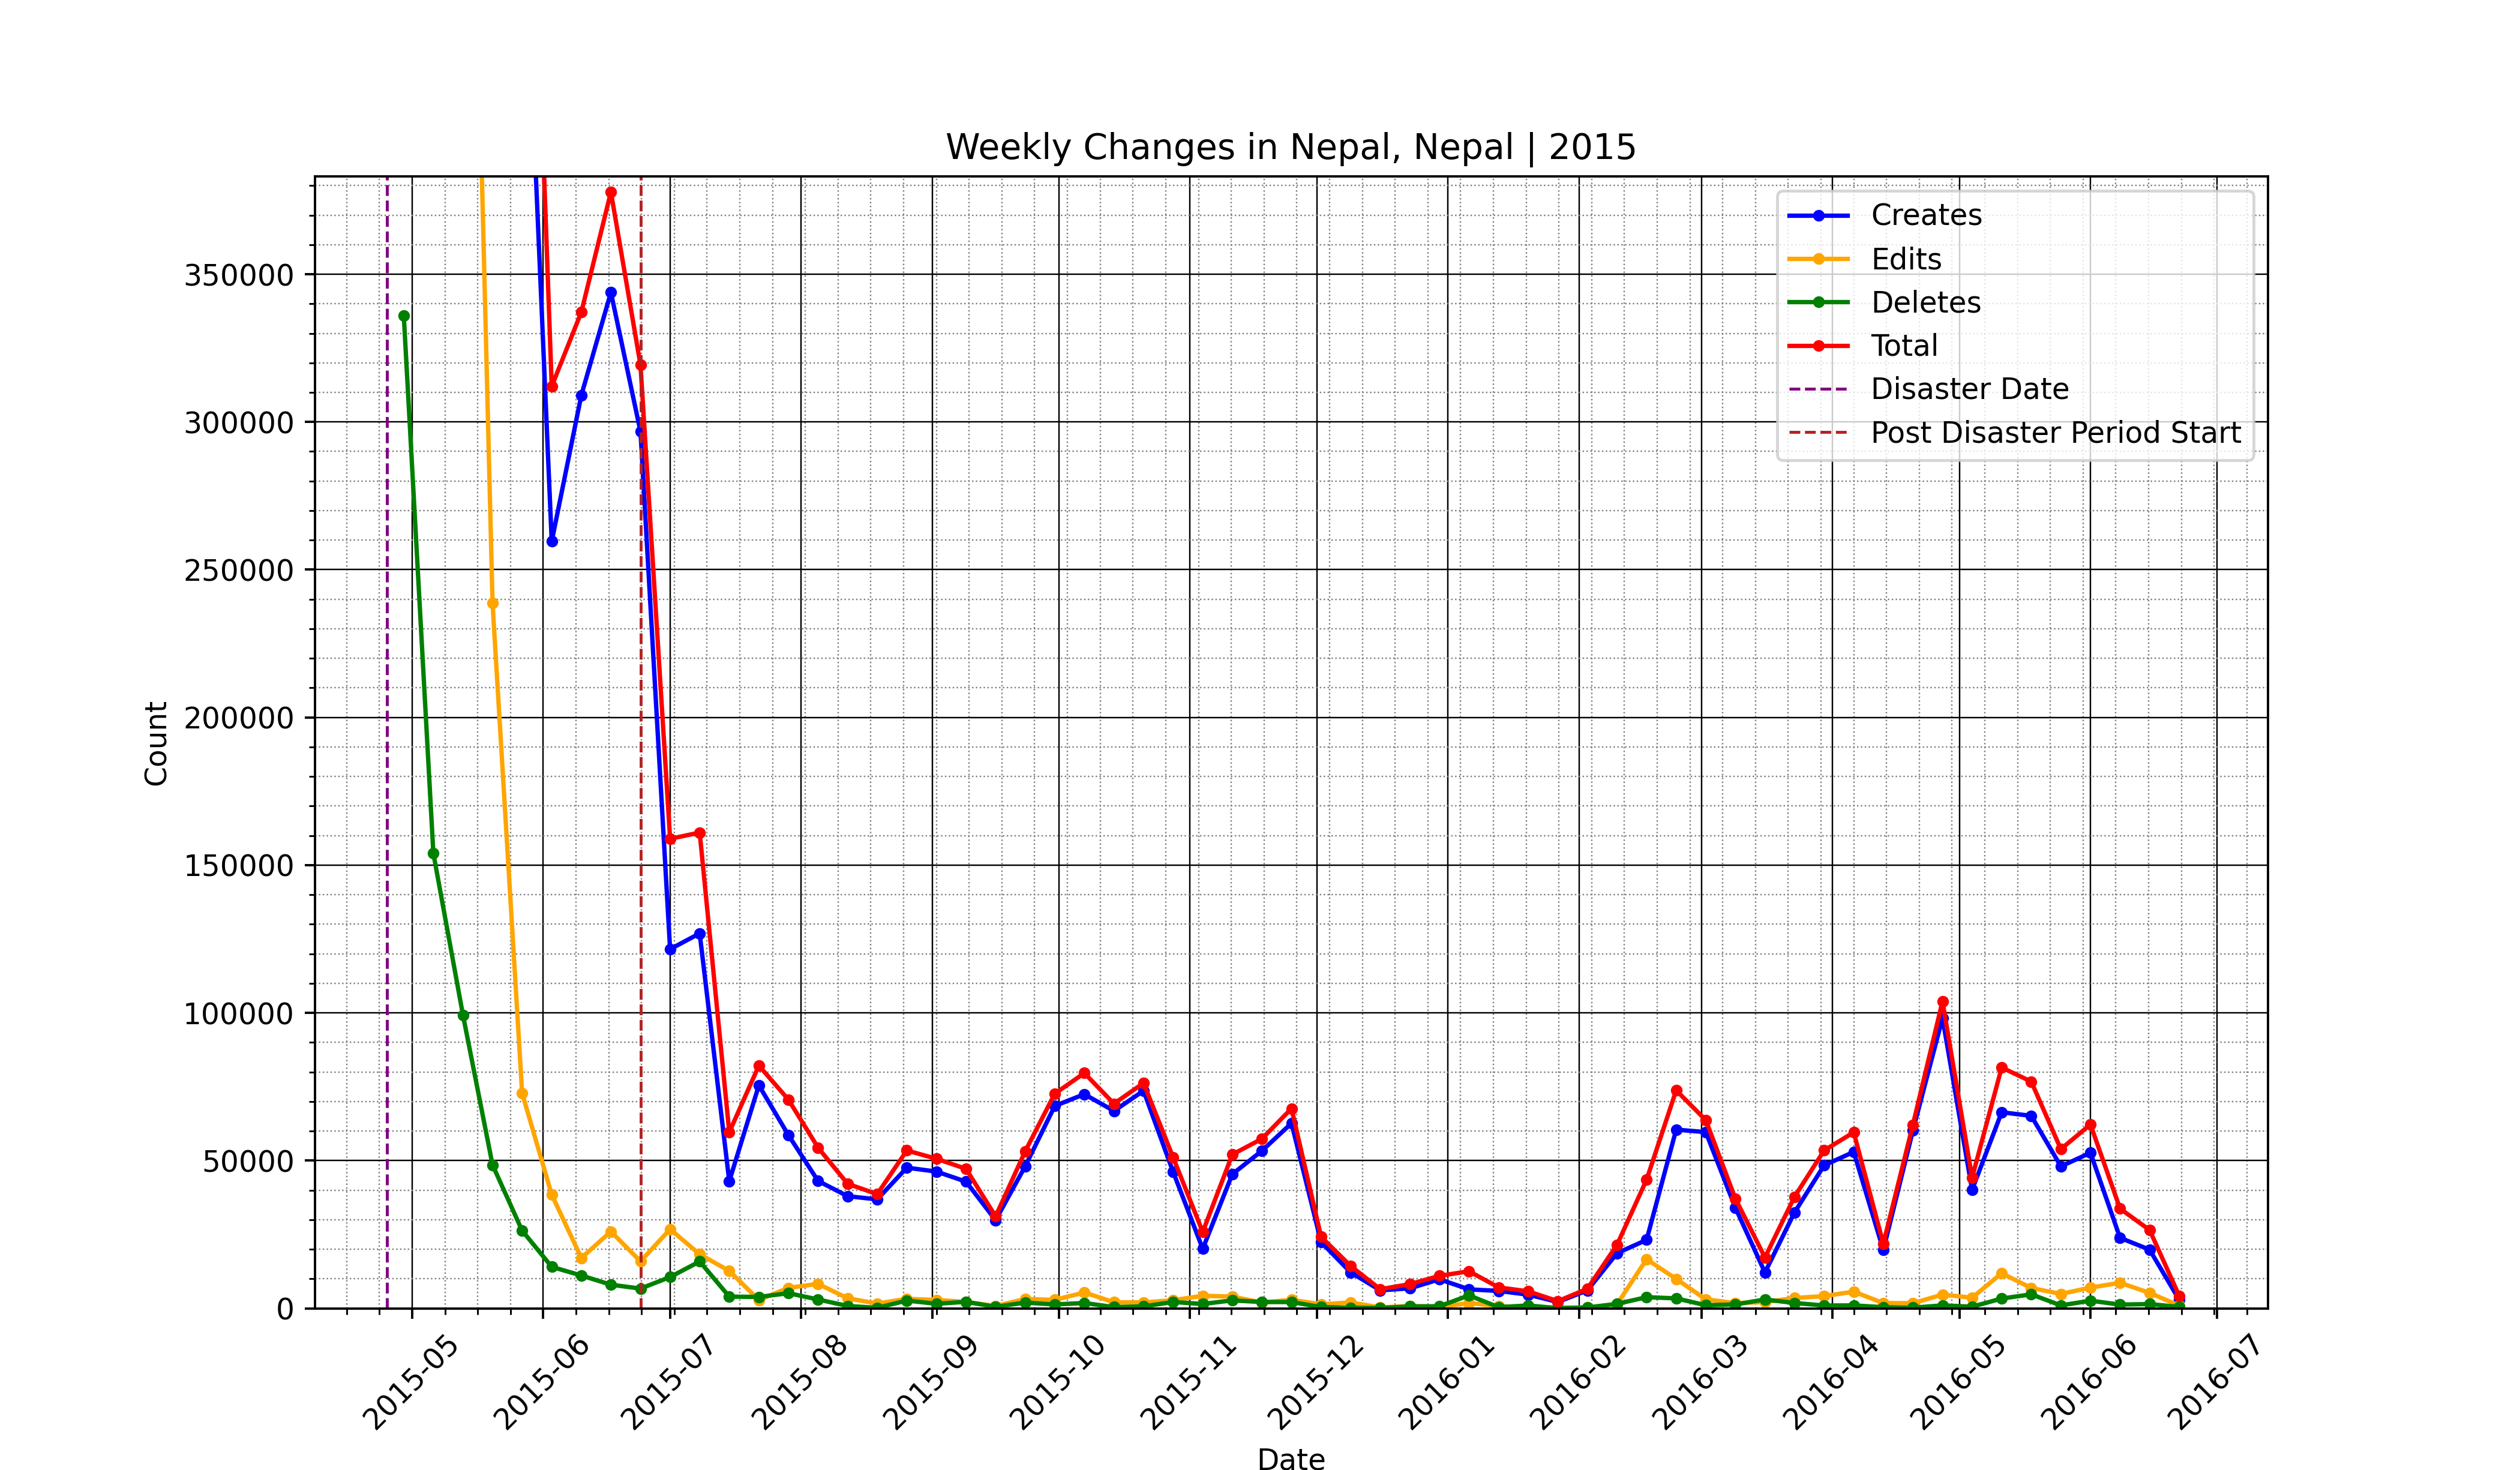 Weekly Changes in Nepal, Nepal | 2015
Creates
Edits
Deletes
Total
Disaster Date
Post Disaster Period Start
350000
300000
250000
200000
150000
100000
50000
0
Count
2015-05
2015-06
2015-07
2015-08
2015-09
2015-10
2015-11
2015-12
2016-01
2016-02
2016-03
2016-04
2016-05
2016-06
2016-07
Date